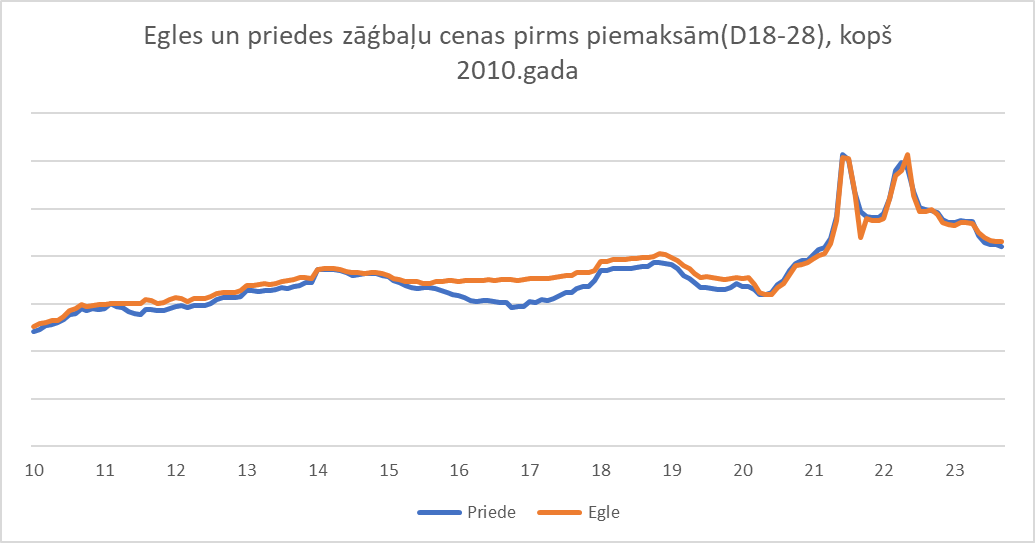 Egles un priedes zāģbaļu cenas pirms piemaksām(D18-28), kopš
2010.gada
10 11 12 13 14 15 16 17 18 19 20 21 22 23
Priede Egle